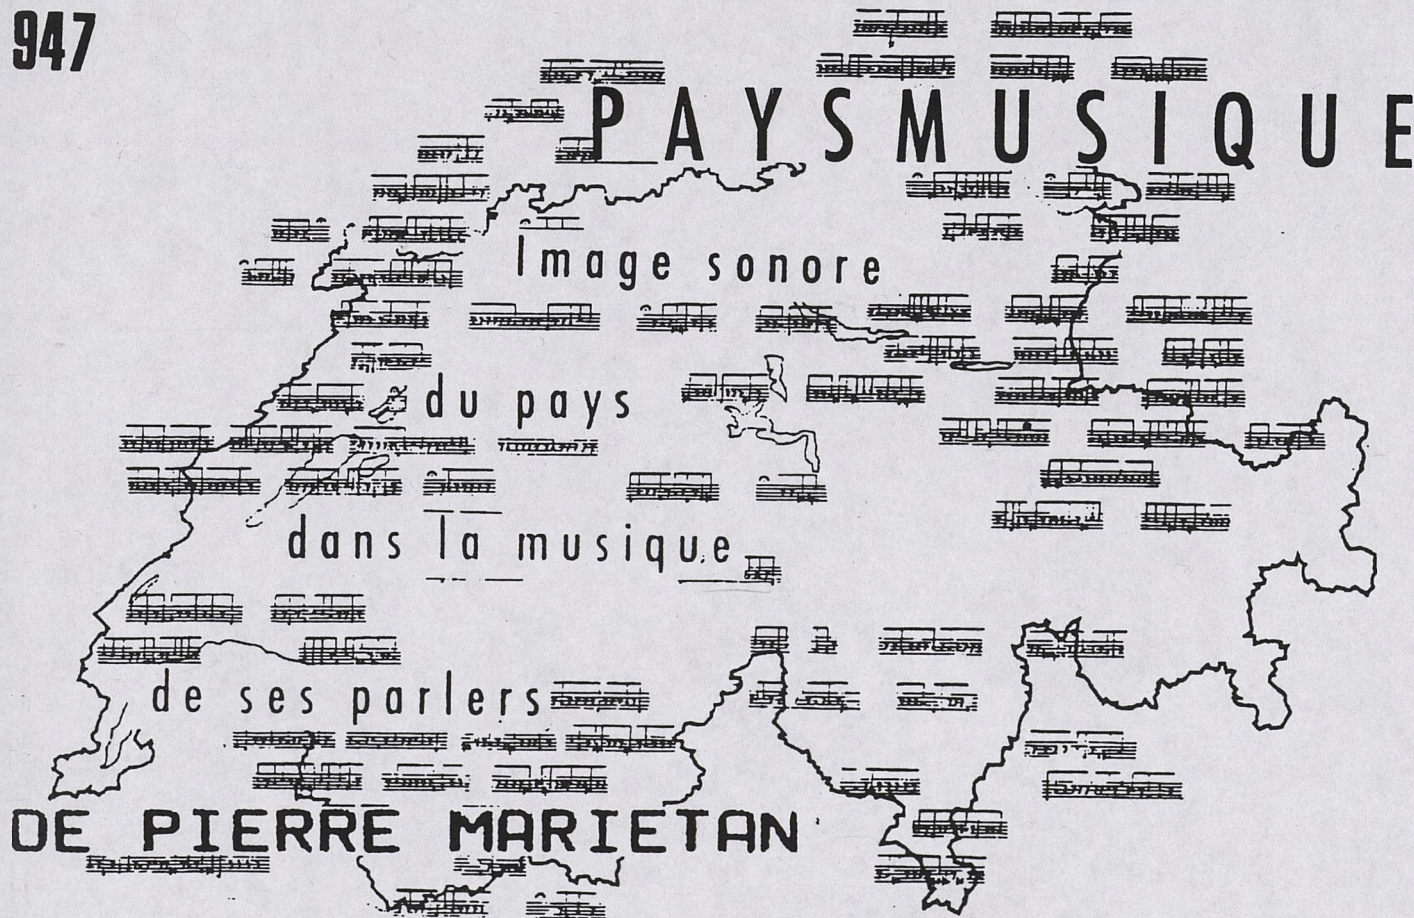 947
PAYSMUSIQUE
Image sonore
du pays
dans la musique
de ses parlers
DE PIERRE MARIETAN